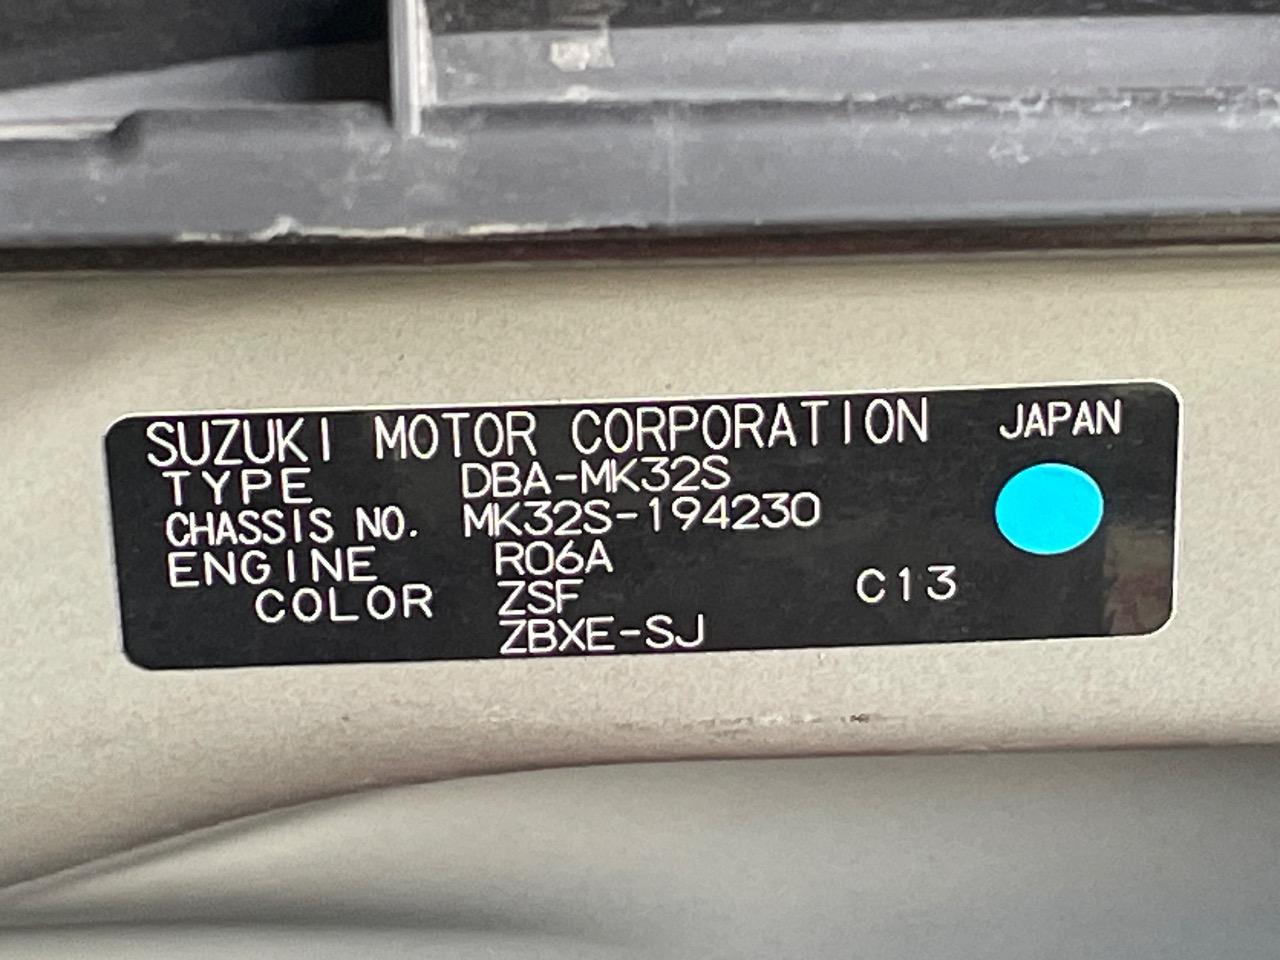 SUZUKI MOTOR CORPORATION JAPAN
TYPE DBA-MK32S
CHASSIS NO. MK32S-194230
ENGINE R06A
COLOR ZSF C13
ZBXE-SJ